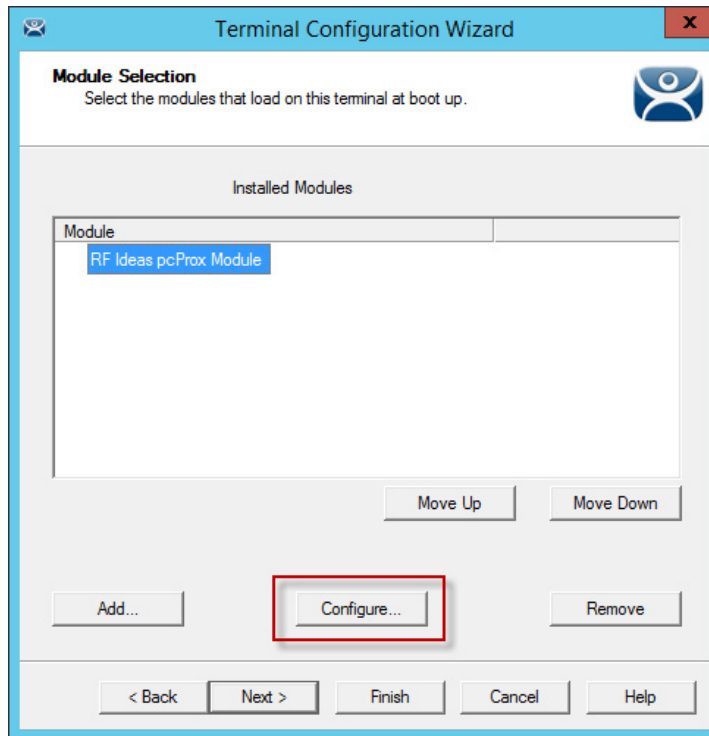 Terminal Configuration Wizard
x
Module Selection
Select the modules that load on this terminal at boot up.
Installed Modules
Module
RF Ideas pcProx Module
Move Up Move Down
Add... Configure... Remove
< Back Next > Finish Cancel Help